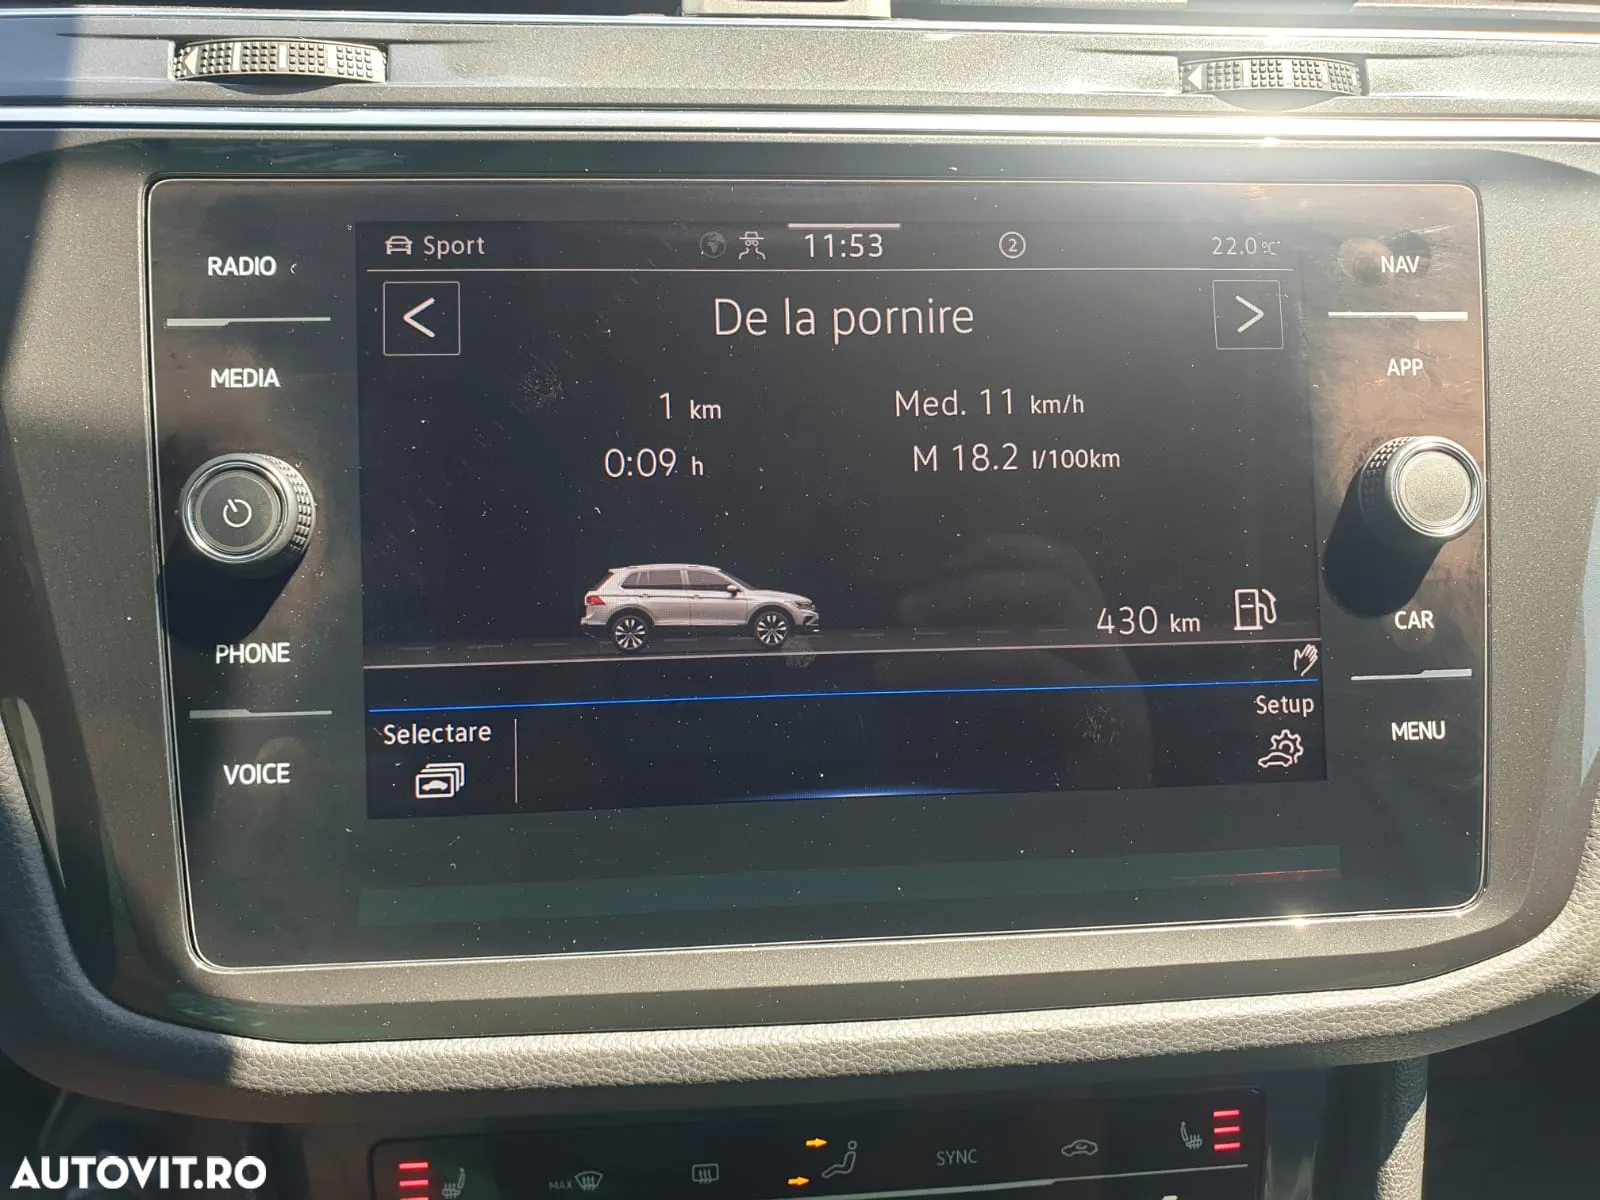 RADIO
MEDIA
PHONE
VOICE
Sport 11:53 2 22.0 °C
< De la pornire >
1 km Med. 11 km/h
0:09 h M 18.2 l/100km
430 km
Selectare Setup
NAV
APP
CAR
MENU
MAX SYNC
AUTOVIT.RO